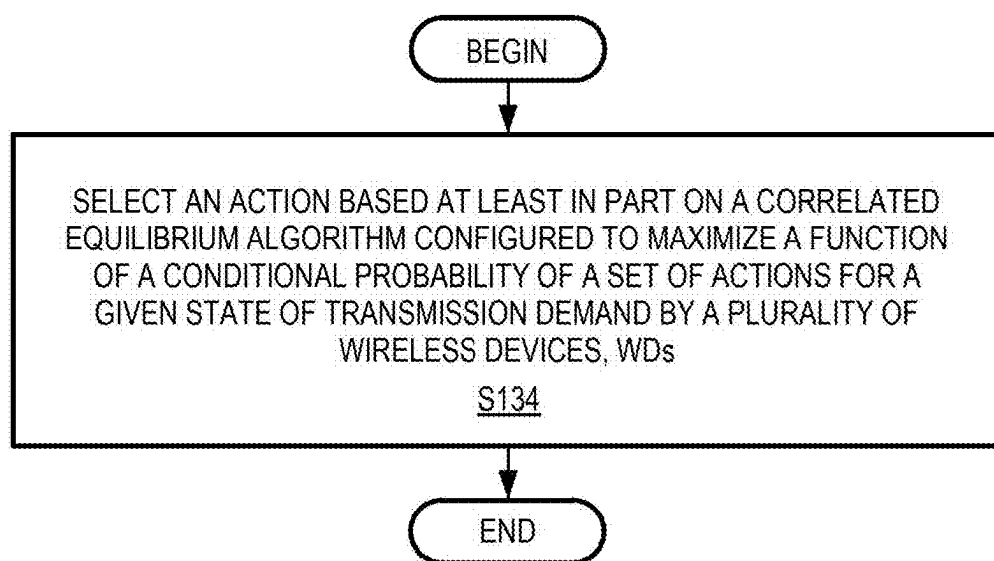 BEGIN
SELECT AN ACTION BASED AT LEAST IN PART ON A CORRELATED
EQUILIBRIUM ALGORITHM CONFIGURED TO MAXIMIZE A FUNCTION
OF A CONDITIONAL PROBABILITY OF A SET OF ACTIONS FOR A
GIVEN STATE OF TRANSMISSION DEMAND BY A PLURALITY OF
WIRELESS DEVICES, WDs
S134
END